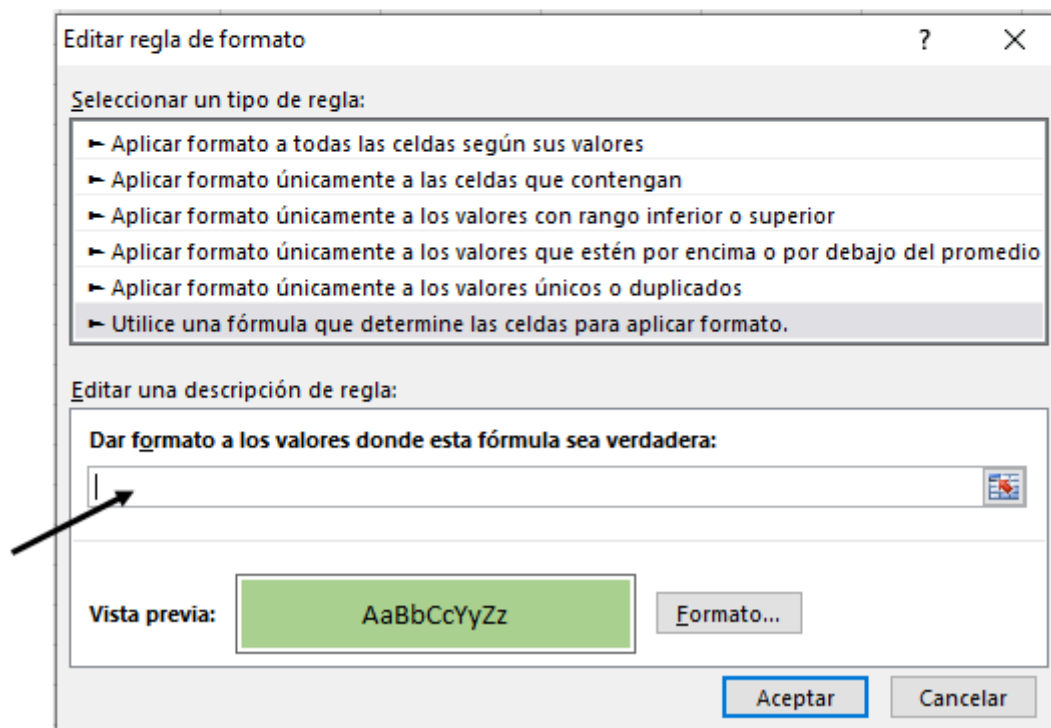 Editar regla de formato
Seleccionar un tipo de regla:
► Aplicar formato a todas las celdas según sus valores
► Aplicar formato únicamente a las celdas que contengan
► Aplicar formato únicamente a los valores con rango inferior o superior
► Aplicar formato únicamente a los valores que estén por encima o por debajo del promedio
► Aplicar formato únicamente a los valores únicos o duplicados
► Utilice una fórmula que determine las celdas para aplicar formato.
Editar una descripción de regla:
Dar formato a los valores donde esta fórmula sea verdadera:
Vista previa: AaBbCcYyZz Formato...
Aceptar Cancelar